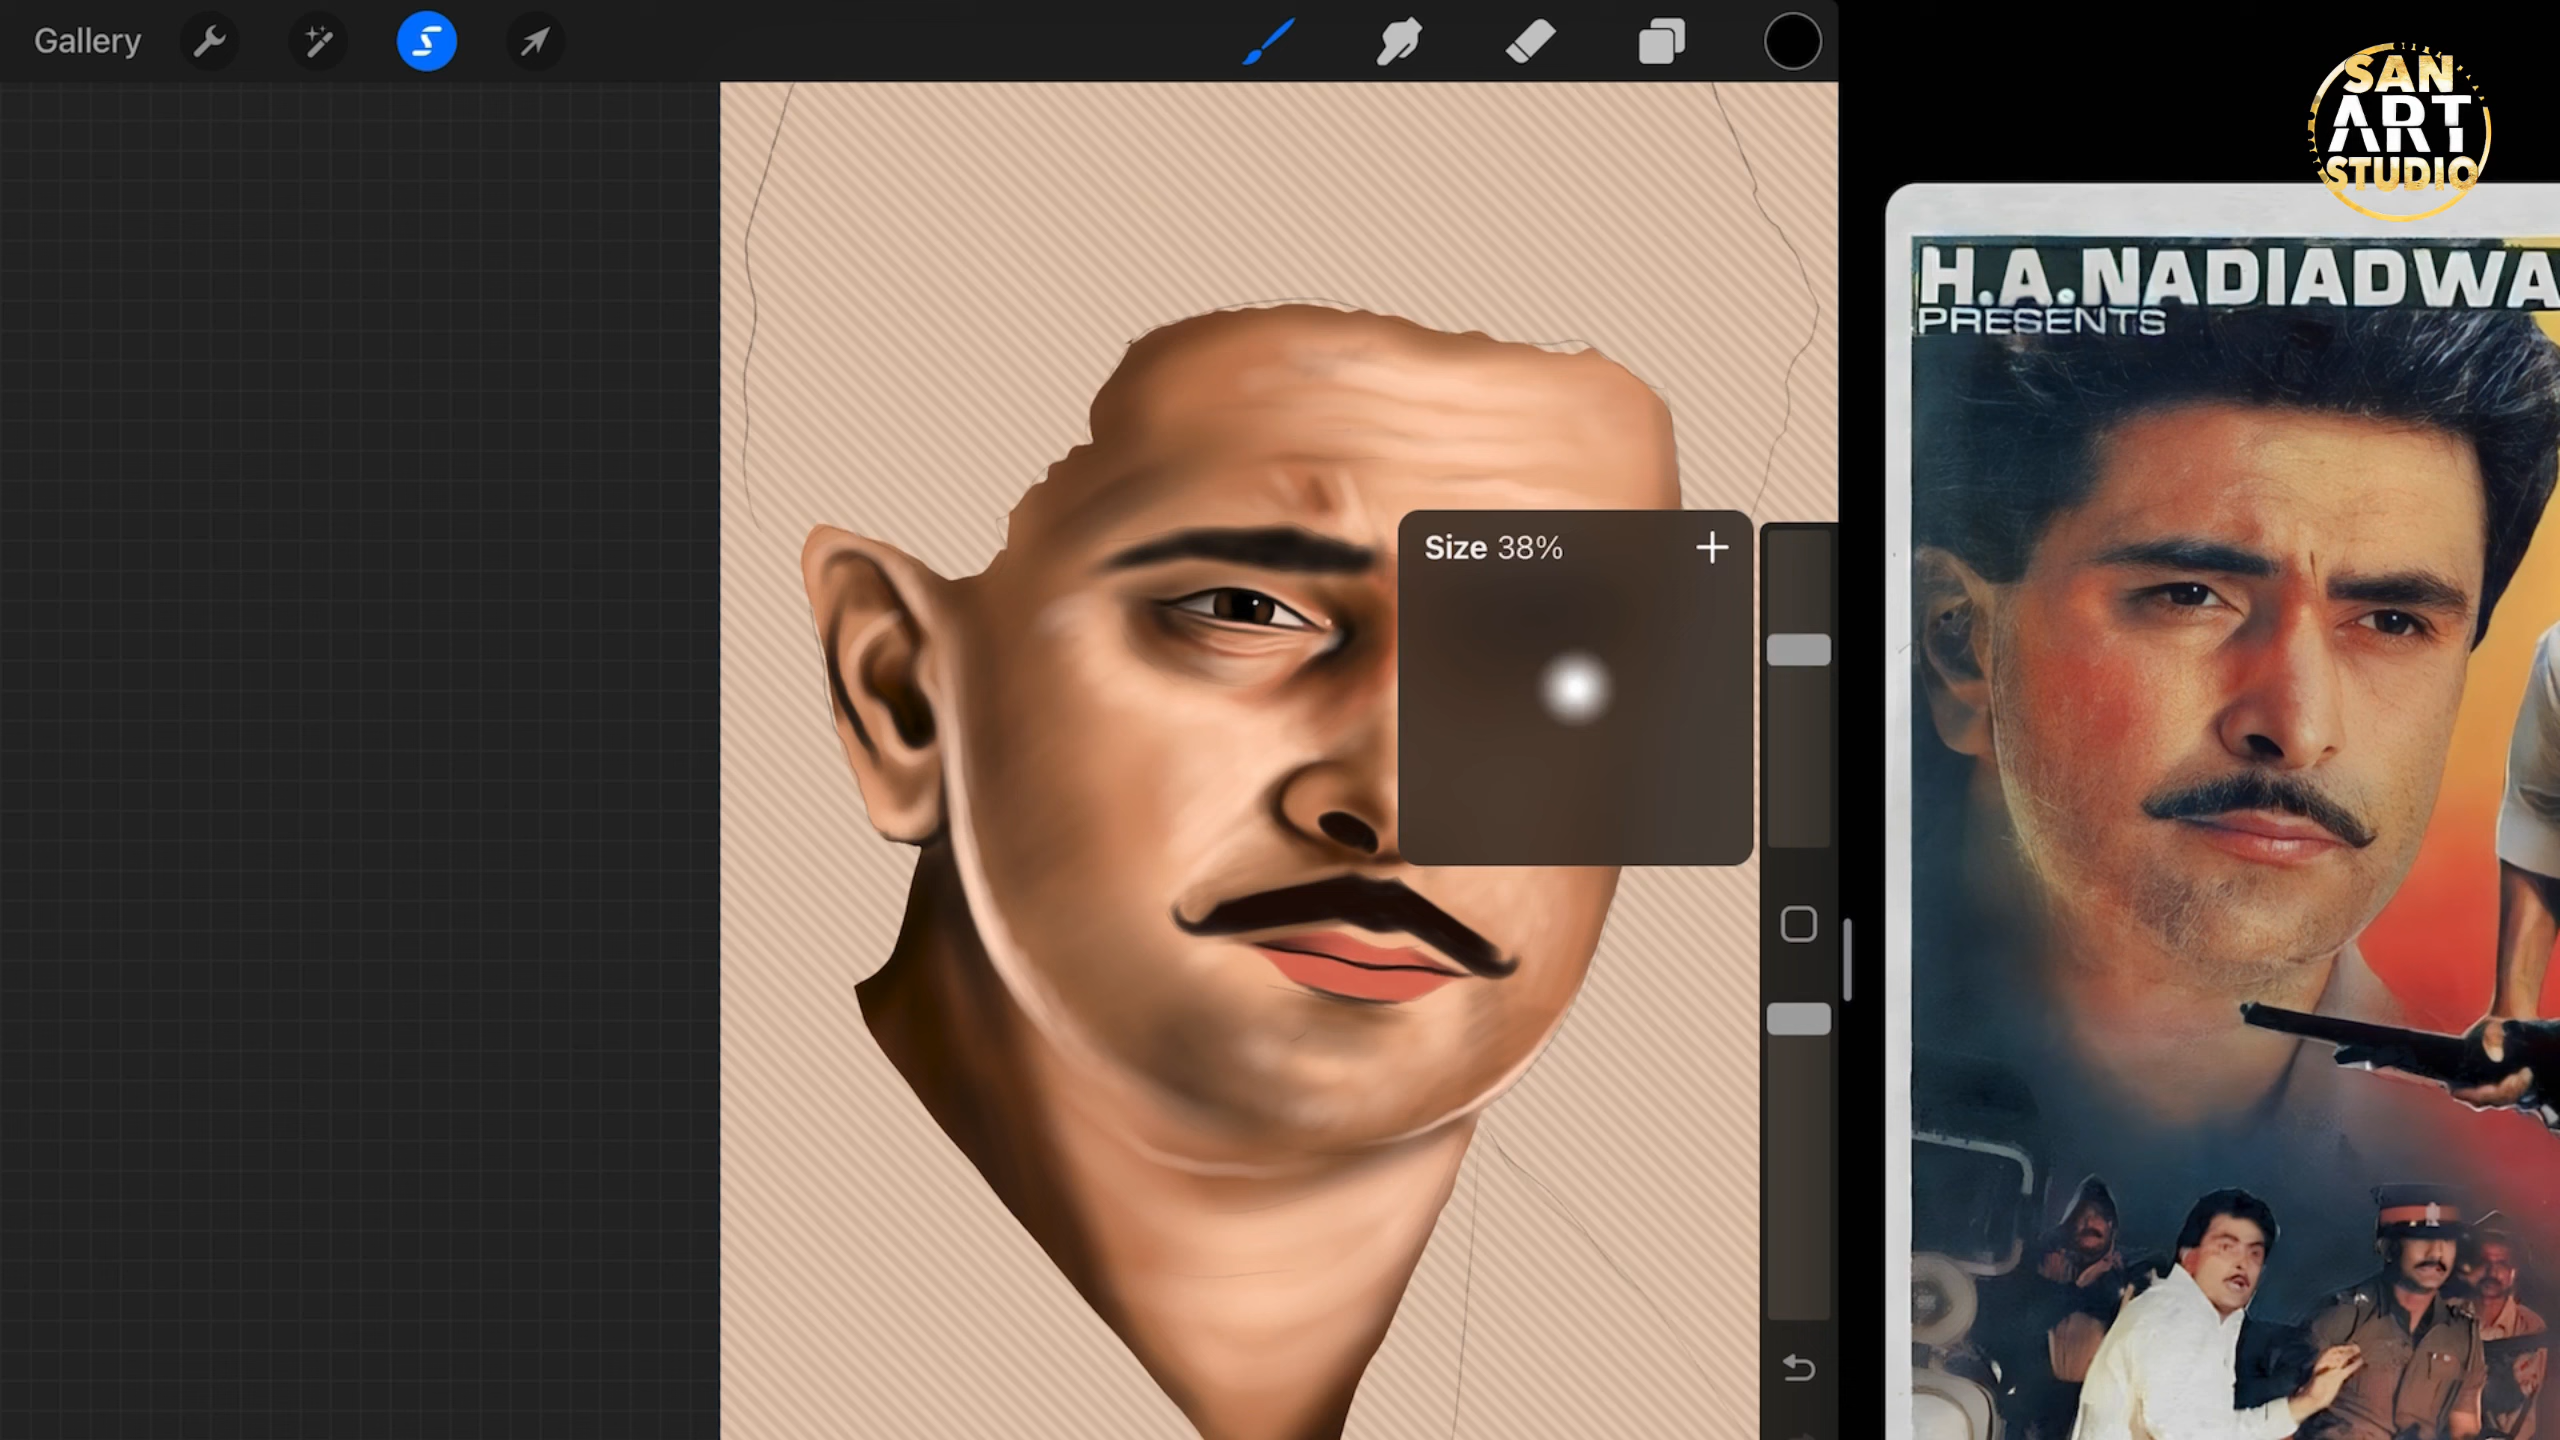 Gallery
SAN
ART
STUDIO
H.A.NADIADWA
PRESENTS
Size 38%